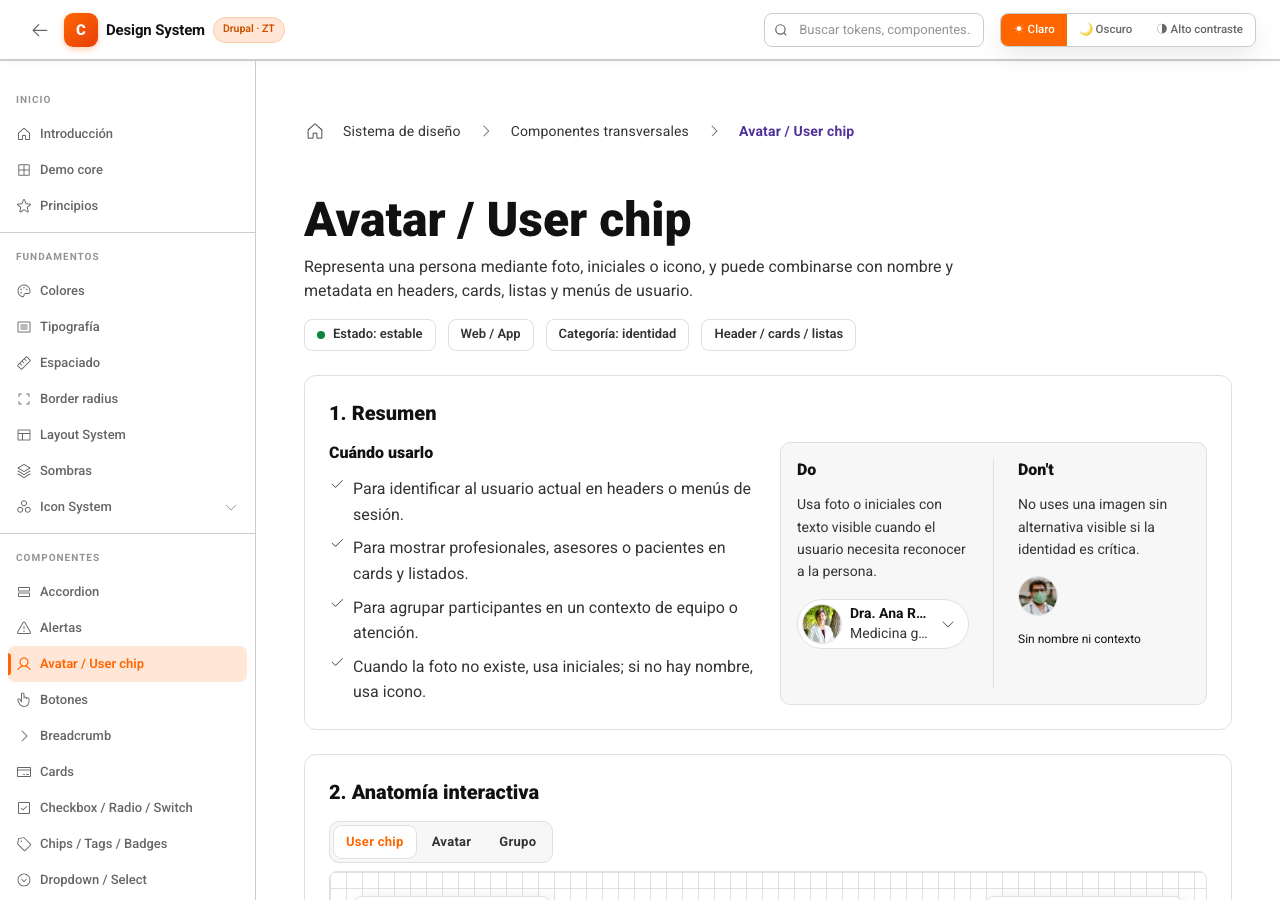 C
Design System
Drupal · ZT
Buscar tokens, componentes.
Claro
Oscuro
Alto contraste
INICIO
Introducción
Demo core
Principios
FUNDAMENTOS
Colores
Tipografía
Espaciado
Border radius
Layout System
Sombras
Icon System
COMPONENTES
Accordion
Alertas
Avatar / User chip
Botones
Breadcrumb
Cards
Checkbox / Radio / Switch
Chips / Tags / Badges
Dropdown / Select
Sistema de diseño
Componentes transversales
Avatar / User chip
Avatar / User chip
Representa una persona mediante foto, iniciales o icono, y puede combinarse con nombre y
metadata en headers, cards, listas y menús de usuario.
Estado: estable
Web / App
Categoría: identidad
Header / cards / listas
1. Resumen
Cuándo usarlo
Para identificar al usuario actual en headers o menús de
sesión.
Para mostrar profesionales, asesores o pacientes en
cards y listados.
Para agrupar participantes en un contexto de equipo o
atención.
Cuando la foto no existe, usa iniciales; si no hay nombre,
usa icono.
Do
Usa foto o iniciales con
texto visible cuando el
usuario necesita reconocer
a la persona.
Dra. Ana R...
Medicina g...
Don't
No uses una imagen sin
alternativa visible si la
identidad es crítica.
Sin nombre ni contexto
2. Anatomía interactiva
User chip
Avatar
Grupo